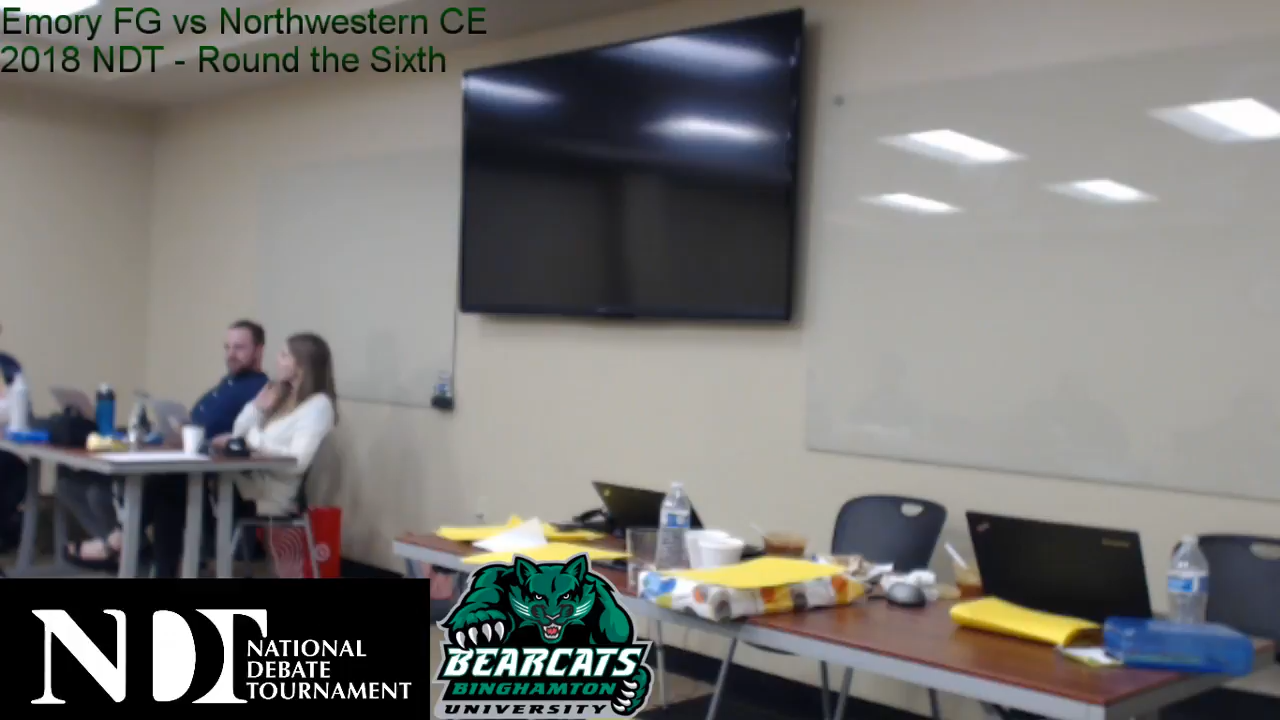 Emory FG vs Northwestern CE
2018 NDT - Round the Sixth
NDT
NATIONAL
DEBATE
TOURNAMENT
BEARCATS
BINGHAMTON
UNIVERSITY